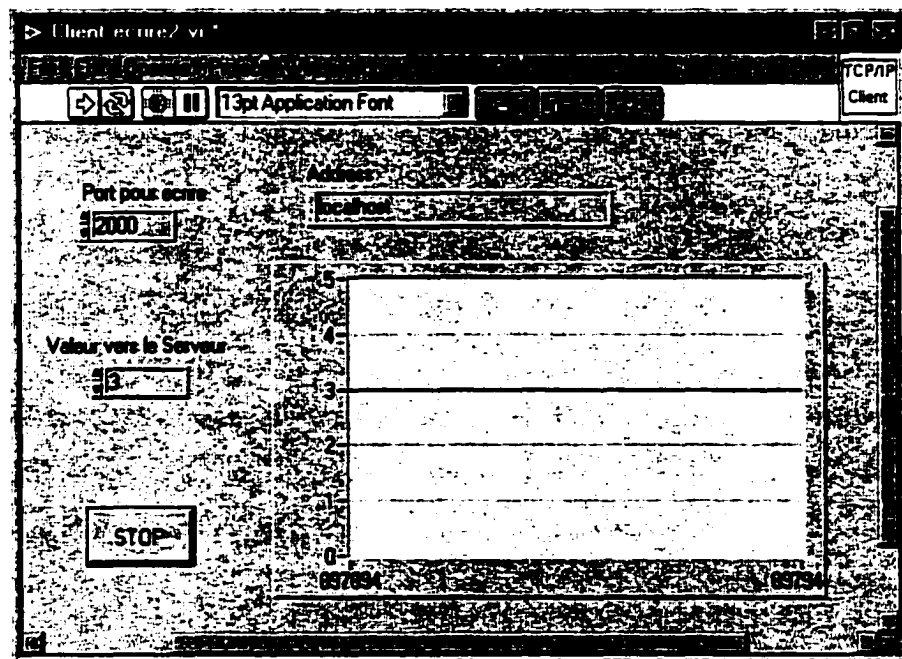 Client ecrire2.vi *
TCP/IP
Client
13pt Application Font
Port pour ecrire
2000
Address
localhost
Valeur vers le Serveur
3
STOP
5
4
3
2
1
0